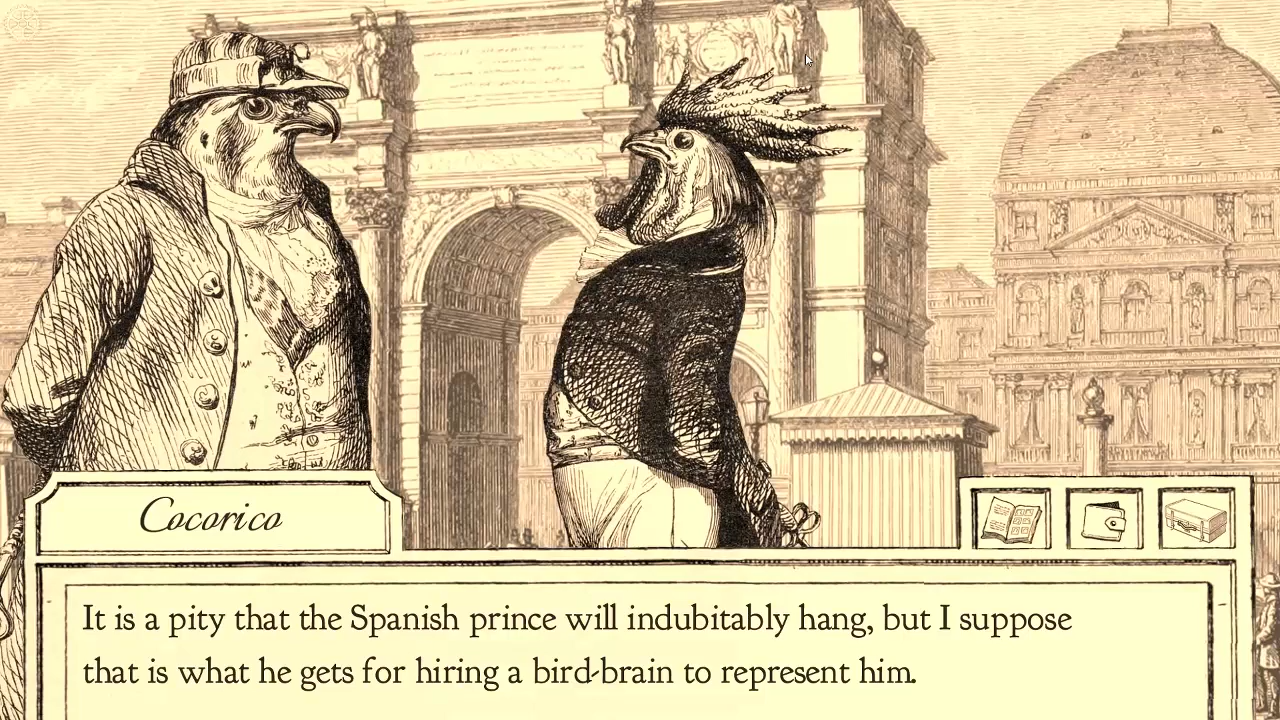 Cocorico
It is a pity that the Spanish prince will indubitably hang, but I suppose
that is what he gets for hiring a bird-brain to represent him.